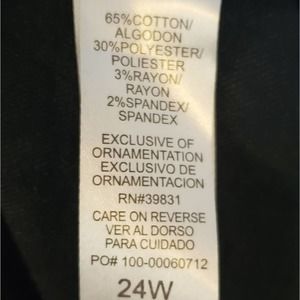 65%COTTON/
ALGODON
30%POLYESTER/
POLIESTER
3%RAYON/
RAYON
2%SPANDEX/
SPANDEX
EXCLUSIVE OF
ORNAMENTATION
EXCLUSIVO DE
ORNAMENTACION
RN#39831
CARE ON REVERSE
VER AL DORSO
PARA CUIDADO
PO# 100-00060712
24W